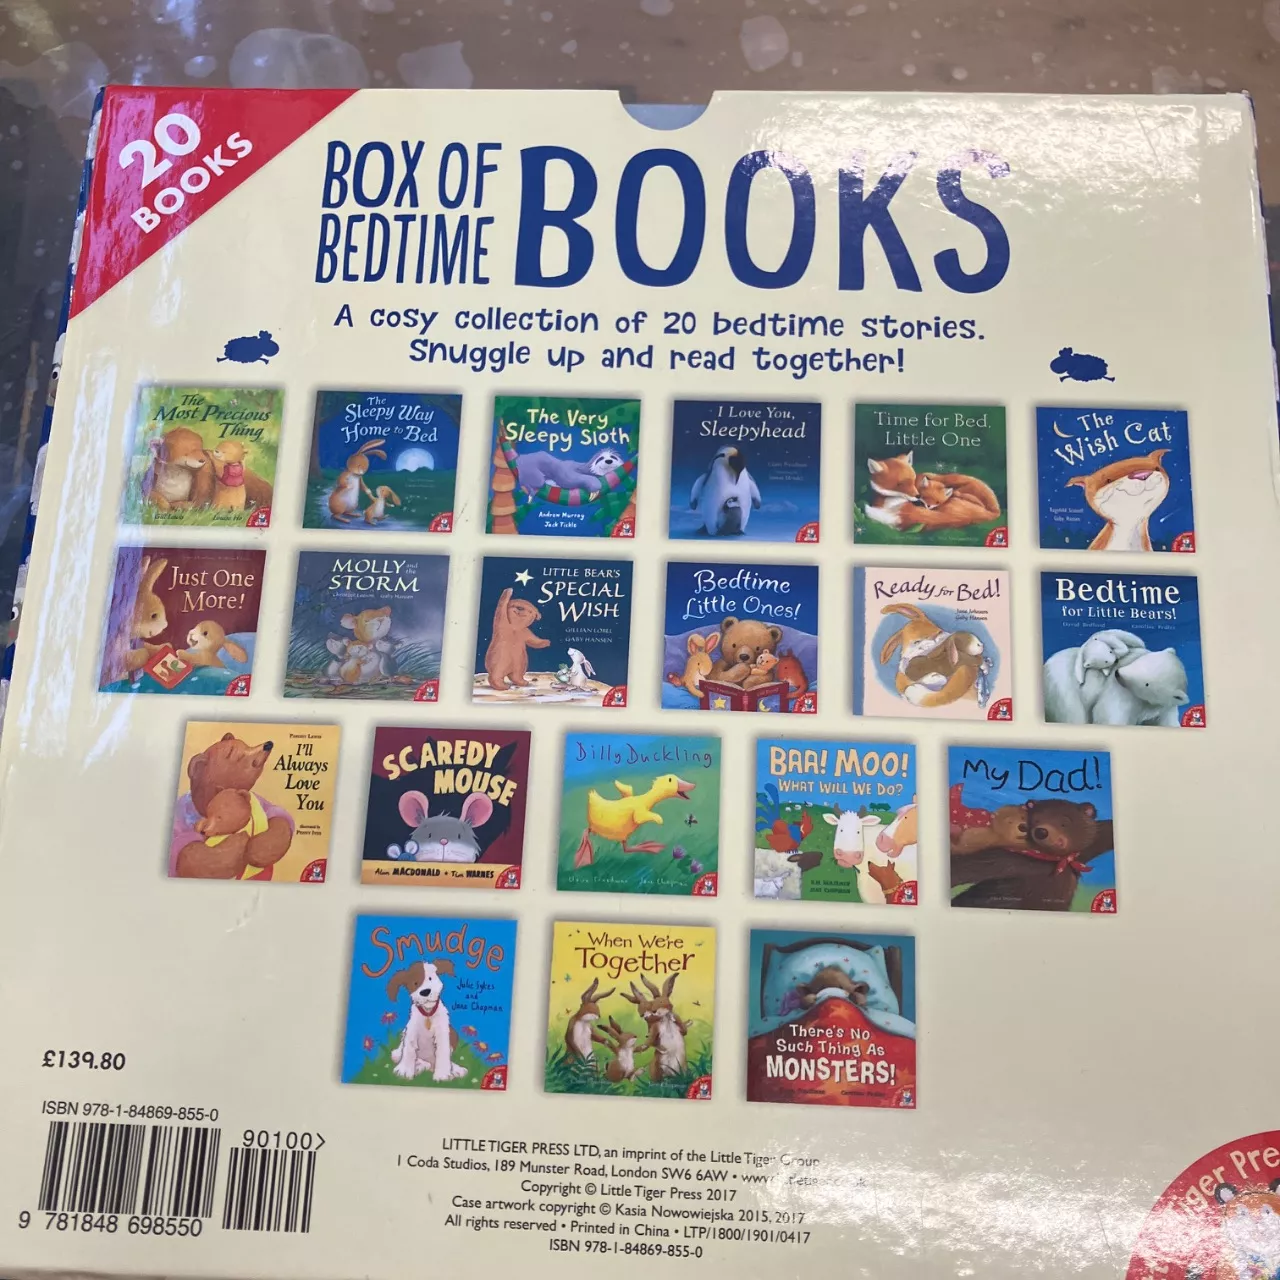 20
BOOKS
BOX OF
BEDTIME
BOOKS
A cosy collection of 20 bedtime stories.
Snuggle up and read together!
The
Most Precious
Thing
The
Sleepy Way
Home to Bed
The Very
Sleepy Sloth
Andrew Murray
Jack Tickle
I Love You,
Sleepyhead
Time for Bed,
Little One
The
Wish Cat
Just One
More!
MOLLY and the
STORM
LITTLE BEAR'S
SPECIAL
WISH
GILLIAN LOBEL
GABY HANSEN
Bedtime
Little Ones!
Ready for Bed!
Jane Johnson
Gaby Hansen
Bedtime
for Little Bears!
I'll
Always
Love
You
SCAREDY
MOUSE
Alan MACDONALD + Tim WARNES
Dilly Duckling
Claire Freedman Jane Chapman
BAA! MOO!
WHAT WILL WE DO?
My Dad!
Smudge
Julie Sykes
and
Jane Chapman
When We're
Together
There's No
Such Thing As
MONSTERS!
£139.80
ISBN 978-1-84869-855-0
90100>
9 781848 698550
LITTLE TIGER PRESS LTD, an imprint of the Little Tiger Group
1 Coda Studios, 189 Munster Road, London SW6 6AW •
Copyright © Little Tiger Press 2017
Case artwork copyright © Kasia Nowowiejska 2015, 2017
All rights reserved • Printed in China • LTP/1800/1901/0417
ISBN 978-1-84869-855-0